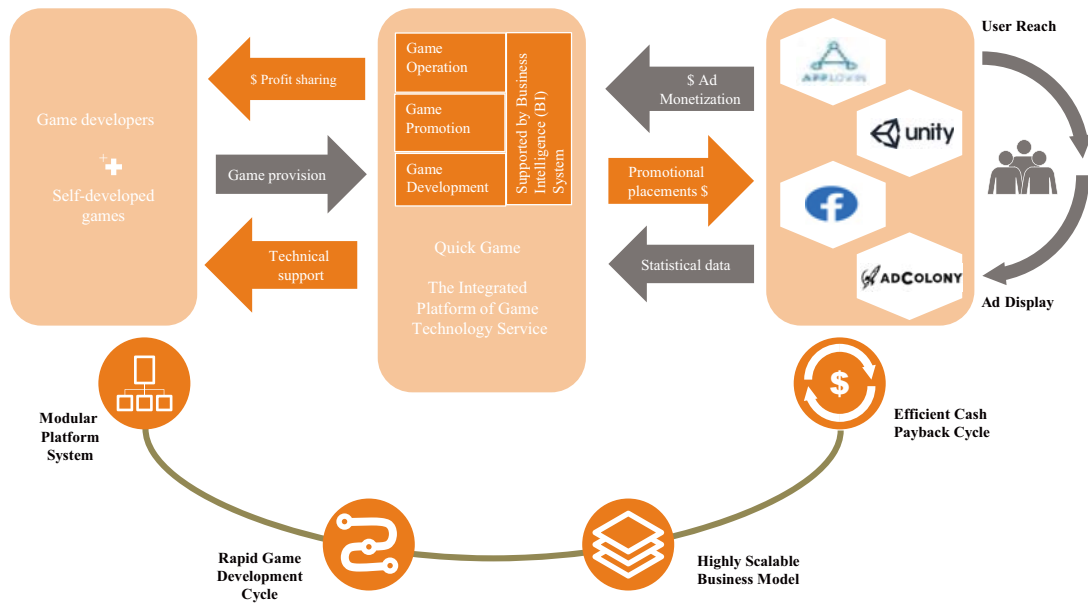 Game developers
+
Self-developed
games
$ Profit sharing
Game provision
Technical
support
Game
Operation
Game
Promotion
Game
Development
Supported by Business
Intelligence (BI)
System
Quick Game
The Integrated
Platform of Game
Technology Service
$ Ad
Monetization
Promotional
placements $
Statistical data
APPLOVIN
unity
f
ADCOLONY
User Reach
Ad Display
Modular
Platform
System
Rapid Game
Development
Cycle
Highly Scalable
Business Model
$
Efficient Cash
Payback Cycle